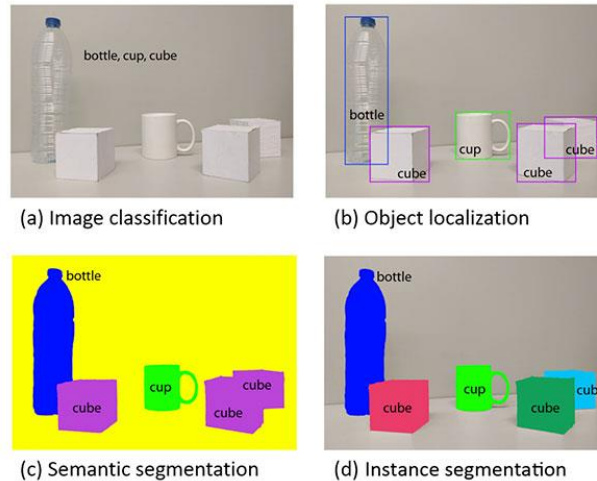 bottle, cup, cube
(a) Image classification
bottle
cube
cup
cube
cube
(b) Object localization
bottle
cube
cup
cube
cube
(c) Semantic segmentation
bottle
cube
cup
cube
cube
(d) Instance segmentation